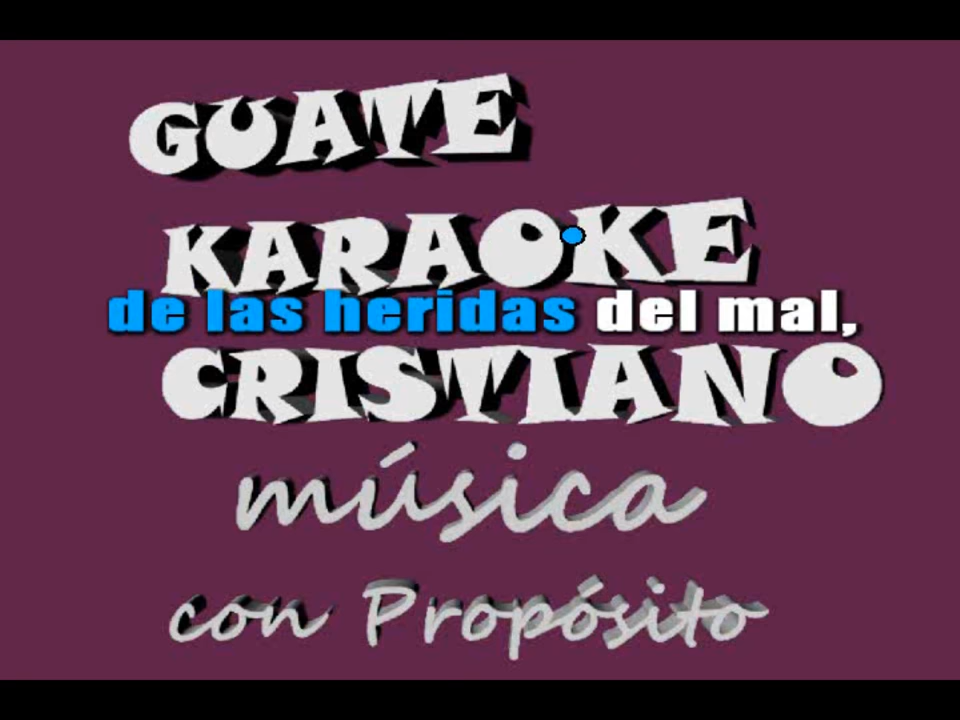 GUATE
KARAOKE
de las heridas del mal,
CRISTIANO
música
con Propósito